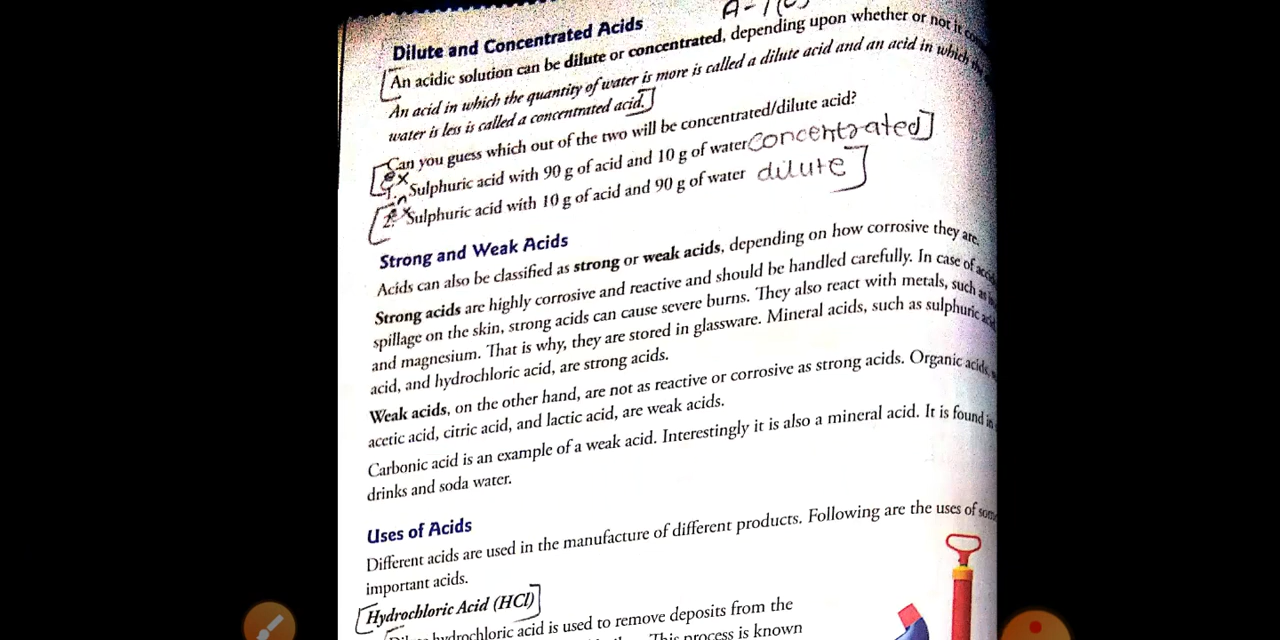 A-1(c)
Dilute and Concentrated Acids
An acidic solution can be dilute or concentrated, depending upon whether or not it
An acid in which the quantity of water is more is called a dilute acid and an acid in which
water is less is called a concentrated acid.
Can you guess which out of the two will be concentrated/dilute acid?
1. Sulphuric acid with 90 g of acid and 10 g of water Concentrated
2. Sulphuric acid with 10 g of acid and 90 g of water dilute
Strong and Weak Acids
Acids can also be classified as strong or weak acids, depending on how corrosive they are.
Strong acids are highly corrosive and reactive and should be handled carefully. In case of
spillage on the skin, strong acids can cause severe burns. They also react with metals, such as
and magnesium. That is why, they are stored in glassware. Mineral acids, such as sulphuric
acid, and hydrochloric acid, are strong acids.
Weak acids, on the other hand, are not as reactive or corrosive as strong acids. Organic acids,
acetic acid, citric acid, and lactic acid, are weak acids.
Carbonic acid is an example of a weak acid. Interestingly it is also a mineral acid. It is found in
drinks and soda water.
Uses of Acids
Different acids are used in the manufacture of different products. Following are the uses of some
important acids.
Hydrochloric Acid (HCl)
hydrochloric acid is used to remove deposits from the
This process is known